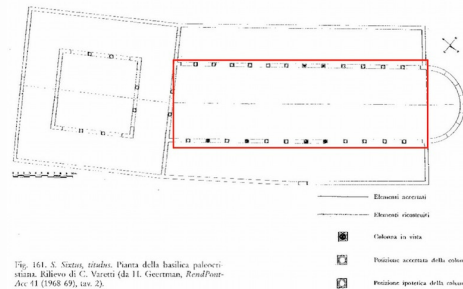 Elementi accertati
Elementi ricostruiti
Colonna in vista
Posizione accertata della colon
Posizione ipotetica della colon
Fig. 161. S. Sixtus, titulus. Pianta della basilica paleocri-
stiana. Rilievo di C. Varetti (da H. Geertman, RendPont-
Acc 41 (1968-69), tav. 2).